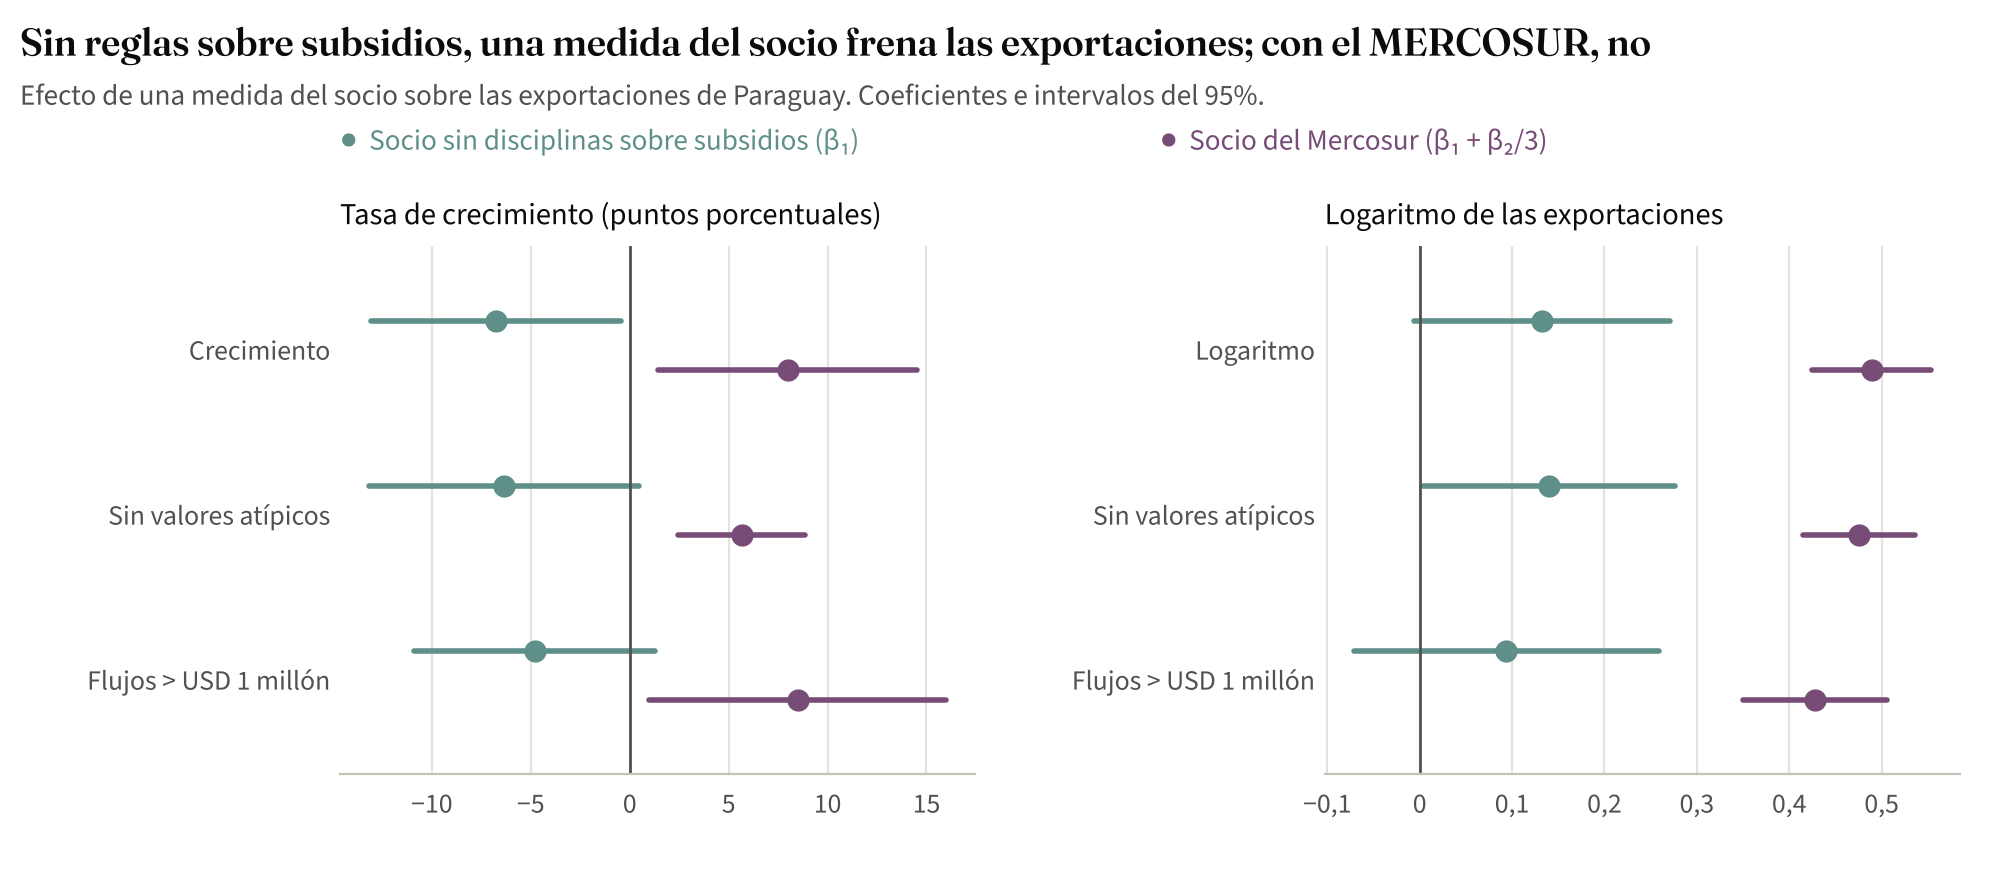 Sin reglas sobre subsidios, una medida del socio frena las exportaciones; con el MERCOSUR, no
Efecto de una medida del socio sobre las exportaciones de Paraguay. Coeficientes e intervalos del 95%.
Socio sin disciplinas sobre subsidios (β₁)
Socio del Mercosur (β₁ + β₂/3)
Tasa de crecimiento (puntos porcentuales)
Crecimiento
Sin valores atípicos
Flujos > USD 1 millón
−10 −5 0 5 10 15
Logaritmo de las exportaciones
Logaritmo
Sin valores atípicos
Flujos > USD 1 millón
−0,1 0 0,1 0,2 0,3 0,4 0,5